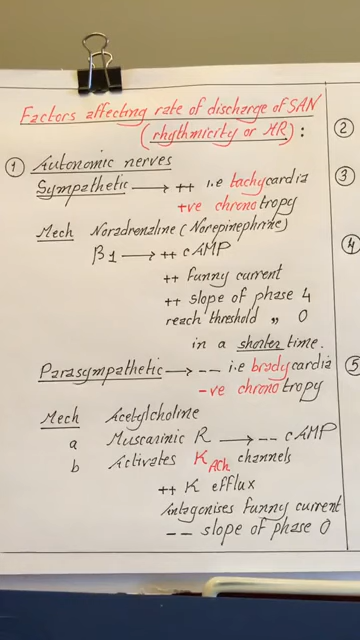 Factors affecting rate of discharge of SAN
( rhythmicity or HR ) :
① Autonomic nerves
Sympathetic → ++ i.e tachycardia
+ve chronotropy
Mech Noradrenaline ( Norepinephrine )
β1 → ++ cAMP
++ funny current
++ slope of phase 4
reach threshold „ 0
in a shorter time.
Parasympathetic → -- i.e bradycardia
-ve chronotropy
Mech Acetylcholine
a Muscarinic R → -- cAMP
b Activates K ACh channels
++ K efflux
Antagonises funny current
-- slope of phase 0
②
③
④
⑤